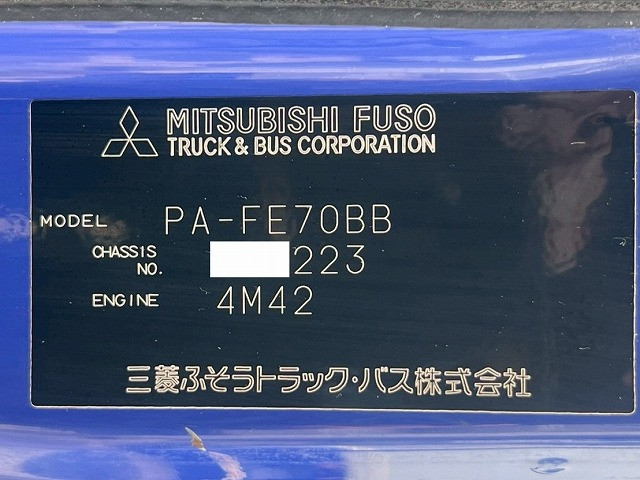 MITSUBISHI FUSO
TRUCK & BUS CORPORATION
MODEL PA-FE70BB
CHASSIS NO. 223
ENGINE 4M42
三菱ふそうトラック・バス株式会社